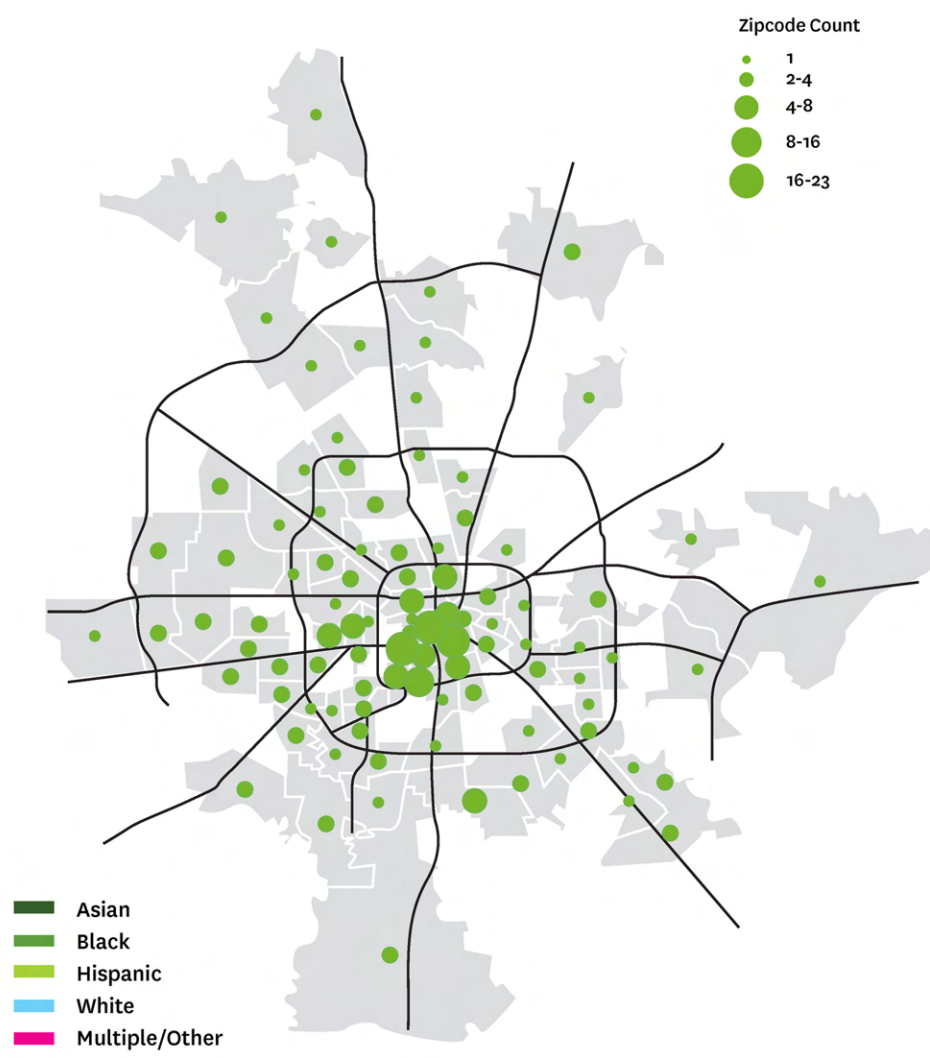 Zipcode Count
1
2-4
4-8
8-16
16-23
Asian
Black
Hispanic
White
Multiple/Other